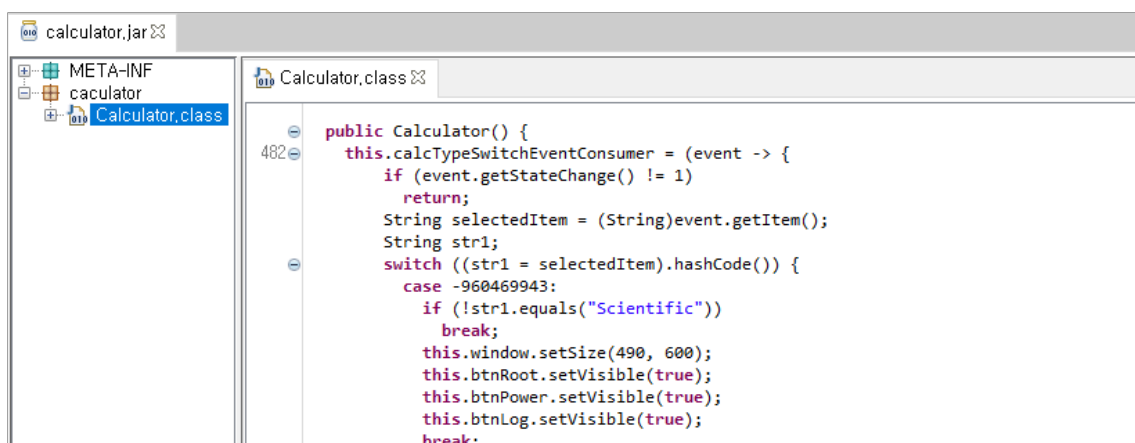 calculator.jar
META-INF
caculator
Calculator.class
Calculator.class
public Calculator() {
482
this.calcTypeSwitchEventConsumer = (event -> {
if (event.getStateChange() != 1)
return;
String selectedItem = (String)event.getItem();
String str1;
switch ((str1 = selectedItem).hashCode()) {
case -960469943:
if (!str1.equals("Scientific"))
break;
this.window.setSize(490, 600);
this.btnRoot.setVisible(true);
this.btnPower.setVisible(true);
this.btnLog.setVisible(true);
break;